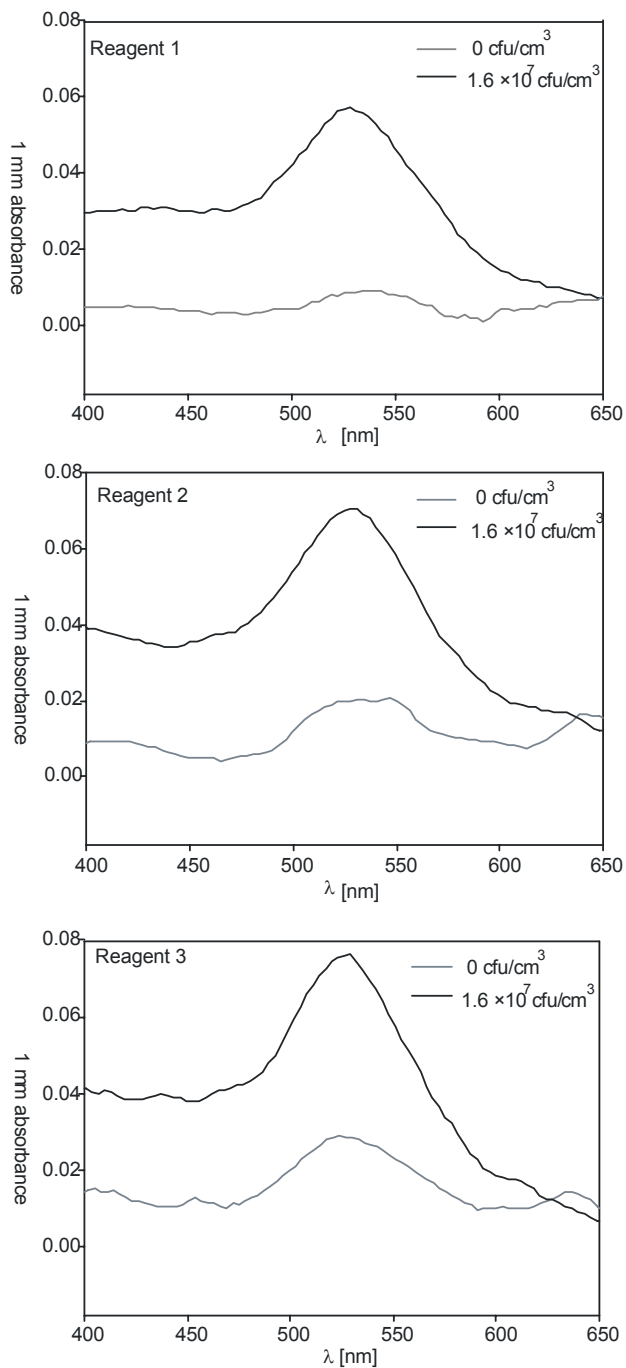 0.08
Reagent 1
0 cfu/cm³
1.6 ×10⁷ cfu/cm³
0.06
0.04
0.02
0.00
1 mm absorbance
400 450 500 550 600 650
λ [nm]
0.08
Reagent 2
0 cfu/cm³
1.6 ×10⁷ cfu/cm³
0.06
0.04
0.02
0.00
1 mm absorbance
400 450 500 550 600 650
λ [nm]
0.08
Reagent 3
0 cfu/cm³
1.6 ×10⁷ cfu/cm³
0.06
0.04
0.02
0.00
1 mm absorbance
400 450 500 550 600 650
λ [nm]